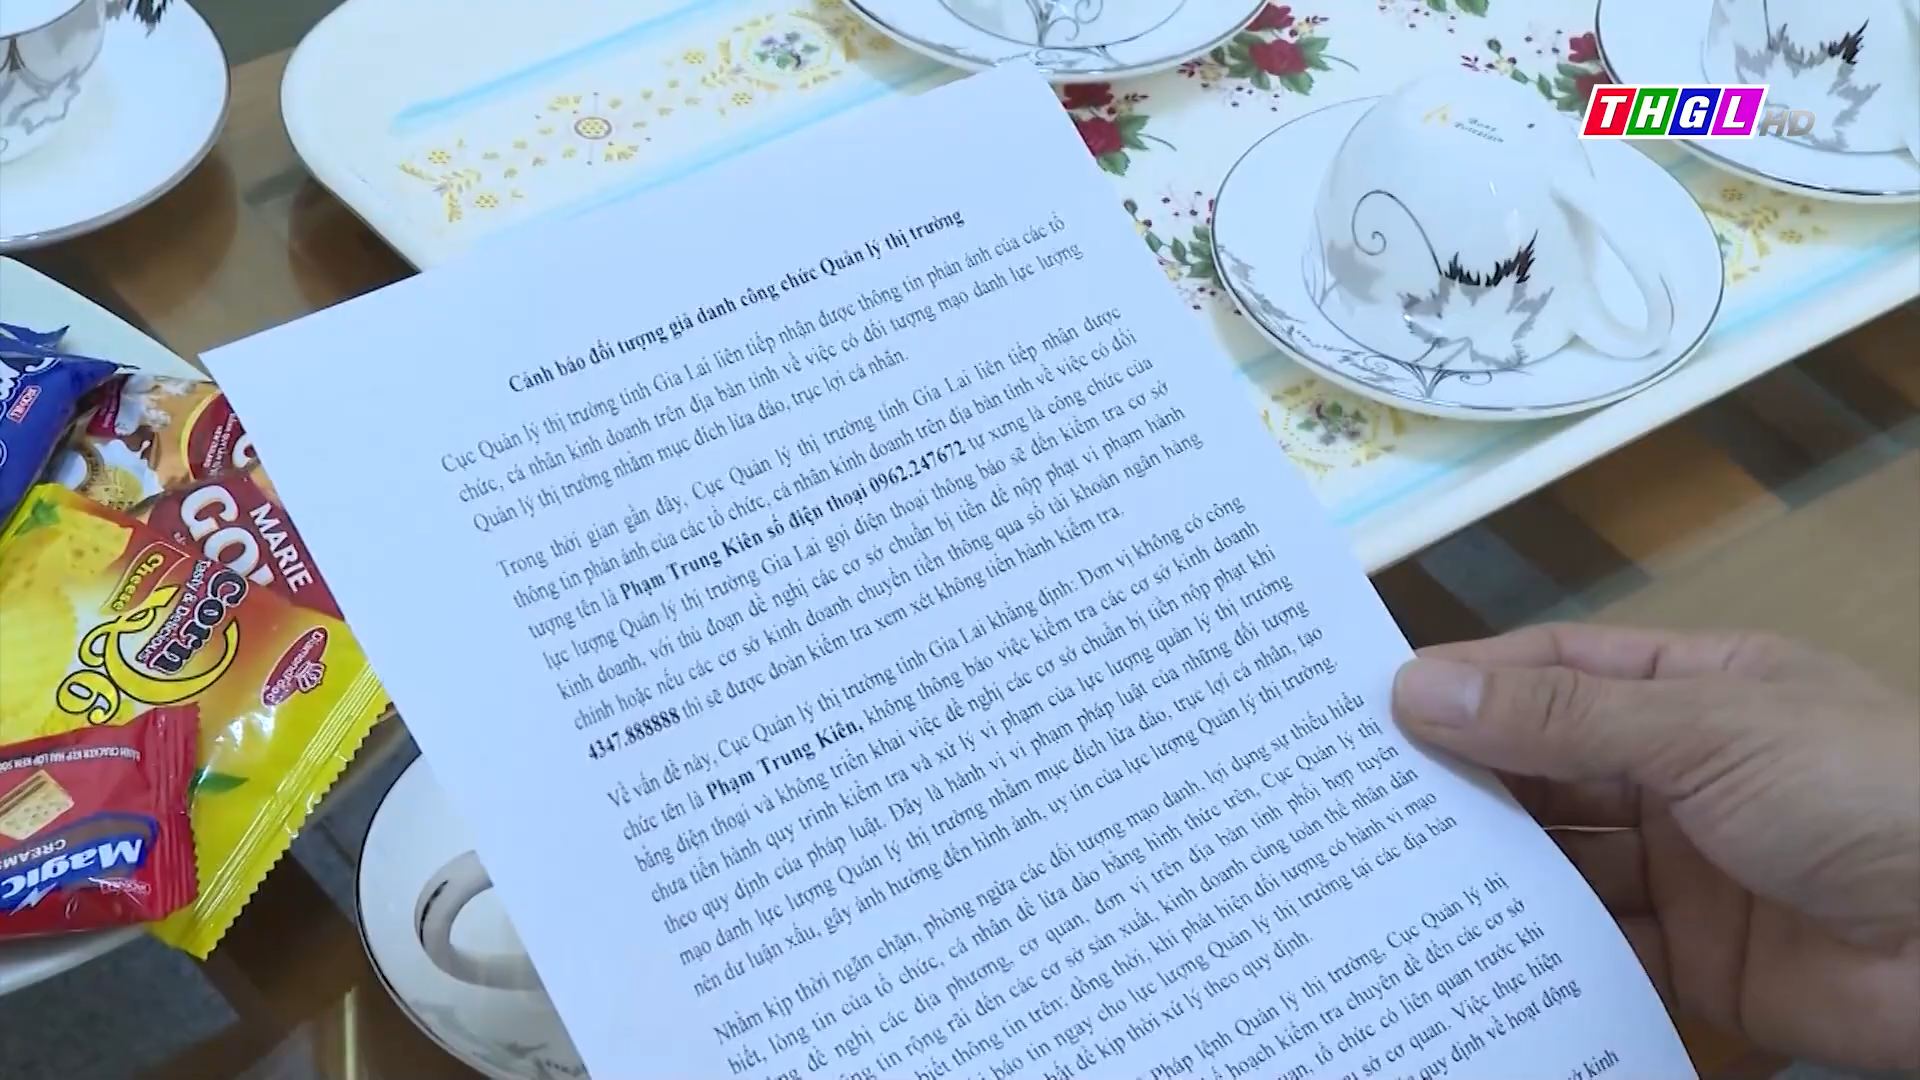 THGL HD
Cảnh báo đối tượng giả danh công chức Quản lý thị trường
Cục Quản lý thị trường tỉnh Gia Lai liên tiếp nhận được thông tin phản ánh của các tổ
chức, cá nhân kinh doanh trên địa bàn tỉnh về việc có đối tượng mạo danh lực lượng
Quản lý thị trường nhằm mục đích lừa đảo, trục lợi cá nhân.
Trong thời gian gần đây, Cục Quản lý thị trường tỉnh Gia Lai liên tiếp nhận được
thông tin phản ánh của các tổ chức, cá nhân kinh doanh trên địa bàn tỉnh về việc có đối
tượng tên là Phạm Trung Kiên số điện thoại 0962.247672 tự xưng là công chức của
lực lượng Quản lý thị trường Gia Lai gọi điện thoại thông báo sẽ đến kiểm tra cơ sở
kinh doanh, với thủ đoạn đề nghị các cơ sở chuẩn bị tiền để nộp phạt vi phạm hành
chính hoặc nếu các cơ sở kinh doanh chuyển tiền thông qua số tài khoản ngân hàng
4347.888888 thì sẽ được đoàn kiểm tra xem xét không tiến hành kiểm tra.
Về vấn đề này, Cục Quản lý thị trường tỉnh Gia Lai khẳng định: Đơn vị không có công
chức tên là Phạm Trung Kiên, không thông báo việc kiểm tra các cơ sở kinh doanh
bằng điện thoại và không triển khai việc đề nghị các cơ sở chuẩn bị tiền nộp phạt khi
chưa tiến hành quy trình kiểm tra và xử lý vi phạm của lực lượng quản lý thị trường
theo quy định của pháp luật. Đây là hành vi vi phạm pháp luật của những đối tượng
mạo danh lực lượng Quản lý thị trường nhằm mục đích lừa đảo, trục lợi cá nhân, tạo
nên dư luận xấu, gây ảnh hưởng đến hình ảnh, uy tín của lực lượng Quản lý thị trường.
Nhằm kịp thời ngăn chặn, phòng ngừa các đối tượng mạo danh, lợi dụng sự thiếu hiểu
biết, lòng tin của tổ chức, cá nhân để lừa đảo bằng hình thức trên, Cục Quản lý thị
đề nghị các địa phương, cơ quan, đơn vị trên địa bàn tỉnh phối hợp tuyên
tin rộng rãi đến các cơ sở sản xuất, kinh doanh cùng toàn thể nhân dân
biết thông tin trên; đồng thời, khi phát hiện đối tượng có hành vi mạo
báo tin ngay cho lực lượng Quản lý thị trường tại các địa bàn
để kịp thời xử lý theo quy định.
Pháp lệnh Quản lý thị trường, Cục Quản lý thị
hoạch kiểm tra chuyên đề đến các cơ sở
tổ chức có liên quan trước khi
sở cơ quan. Việc thực hiện
quy định về hoạt động
kinh
MARIE
GO
Corn
tasty & Delicious
Cheese
Diamond food
Magic
CREAMS